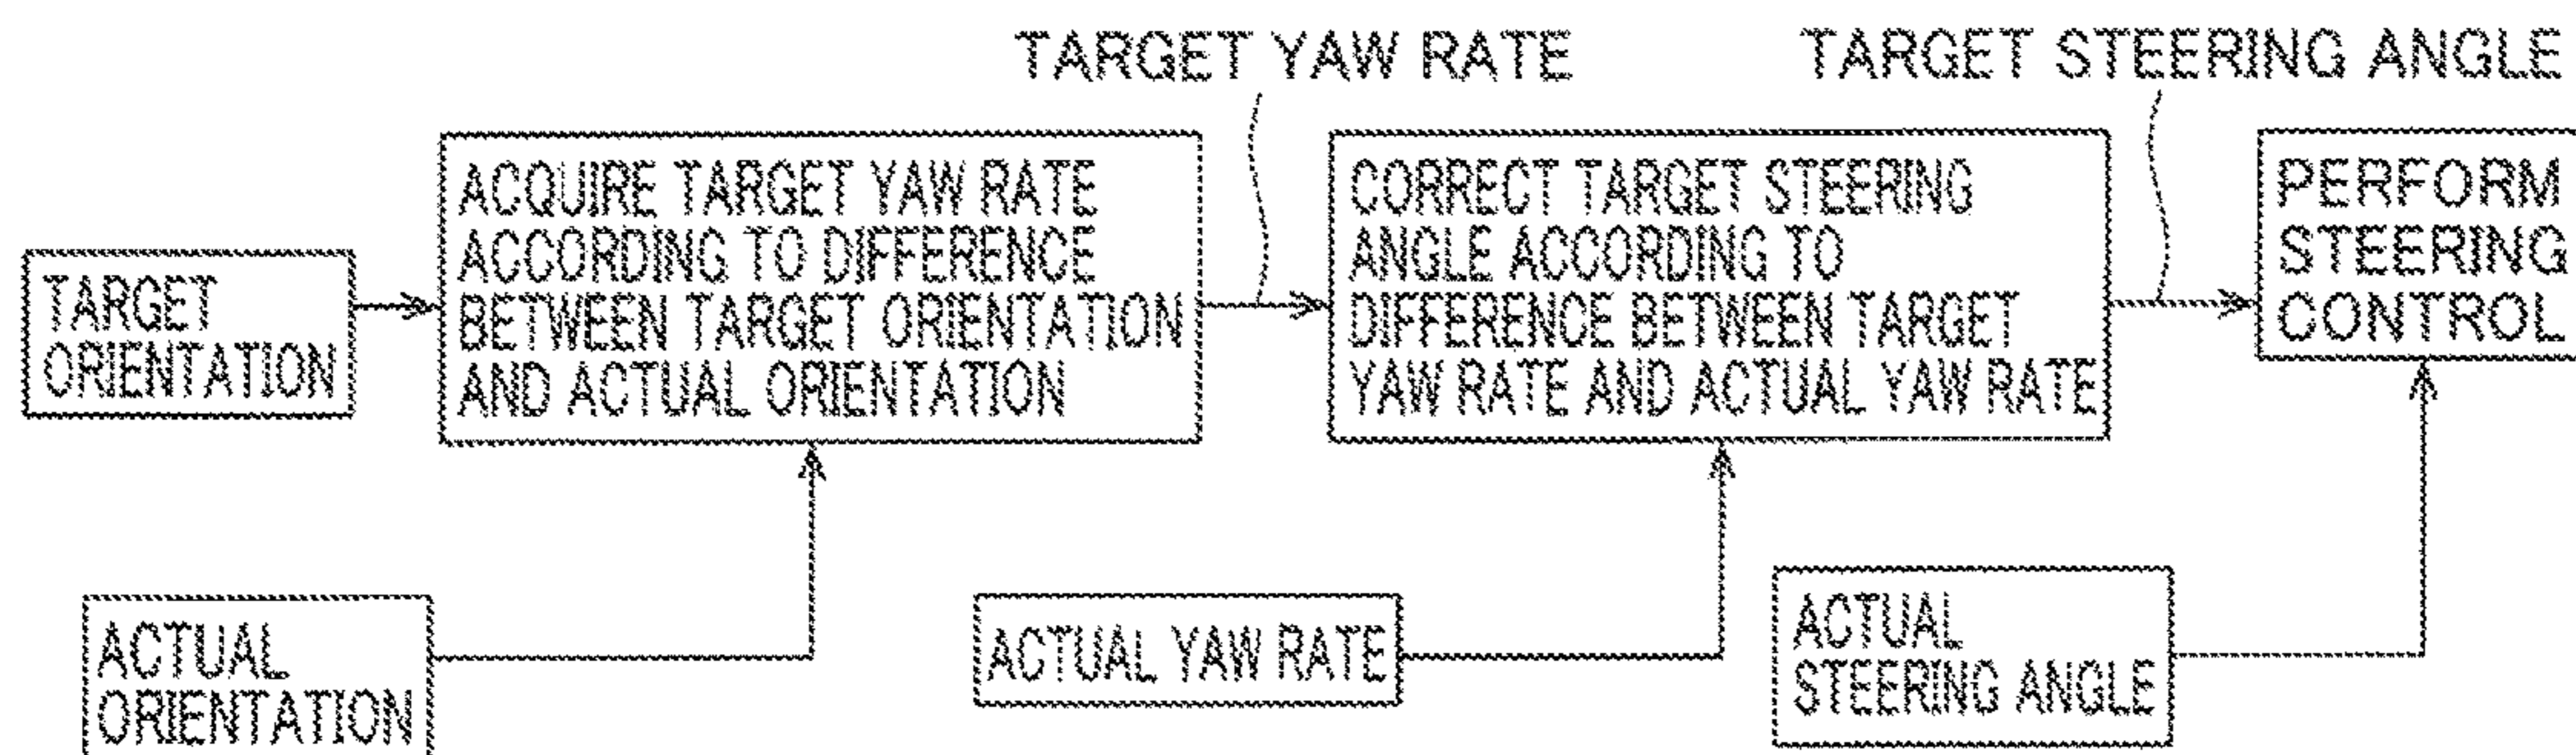 TARGET YAW RATE
TARGET STEERING ANGLE
TARGET
ORIENTATION
ACQUIRE TARGET YAW RATE
ACCORDING TO DIFFERENCE
BETWEEN TARGET ORIENTATION
AND ACTUAL ORIENTATION
CORRECT TARGET STEERING
ANGLE ACCORDING TO
DIFFERENCE BETWEEN TARGET
YAW RATE AND ACTUAL YAW RATE
PERFORM
STEERING
CONTROL
ACTUAL
ORIENTATION
ACTUAL YAW RATE
ACTUAL
STEERING ANGLE